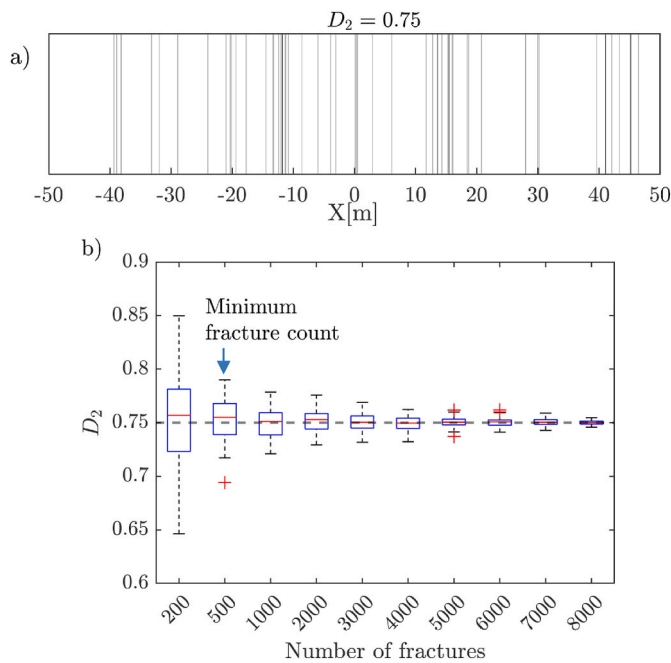 D₂ = 0.75
a)
-50 -40 -30 -20 -10 0 10 20 30 40 50
X[m]
b)
0.9
0.85
Minimum
fracture count
0.8
0.75
D₂
0.7
0.65
0.6
200 500 1000 2000 3000 4000 5000 6000 7000 8000
Number of fractures